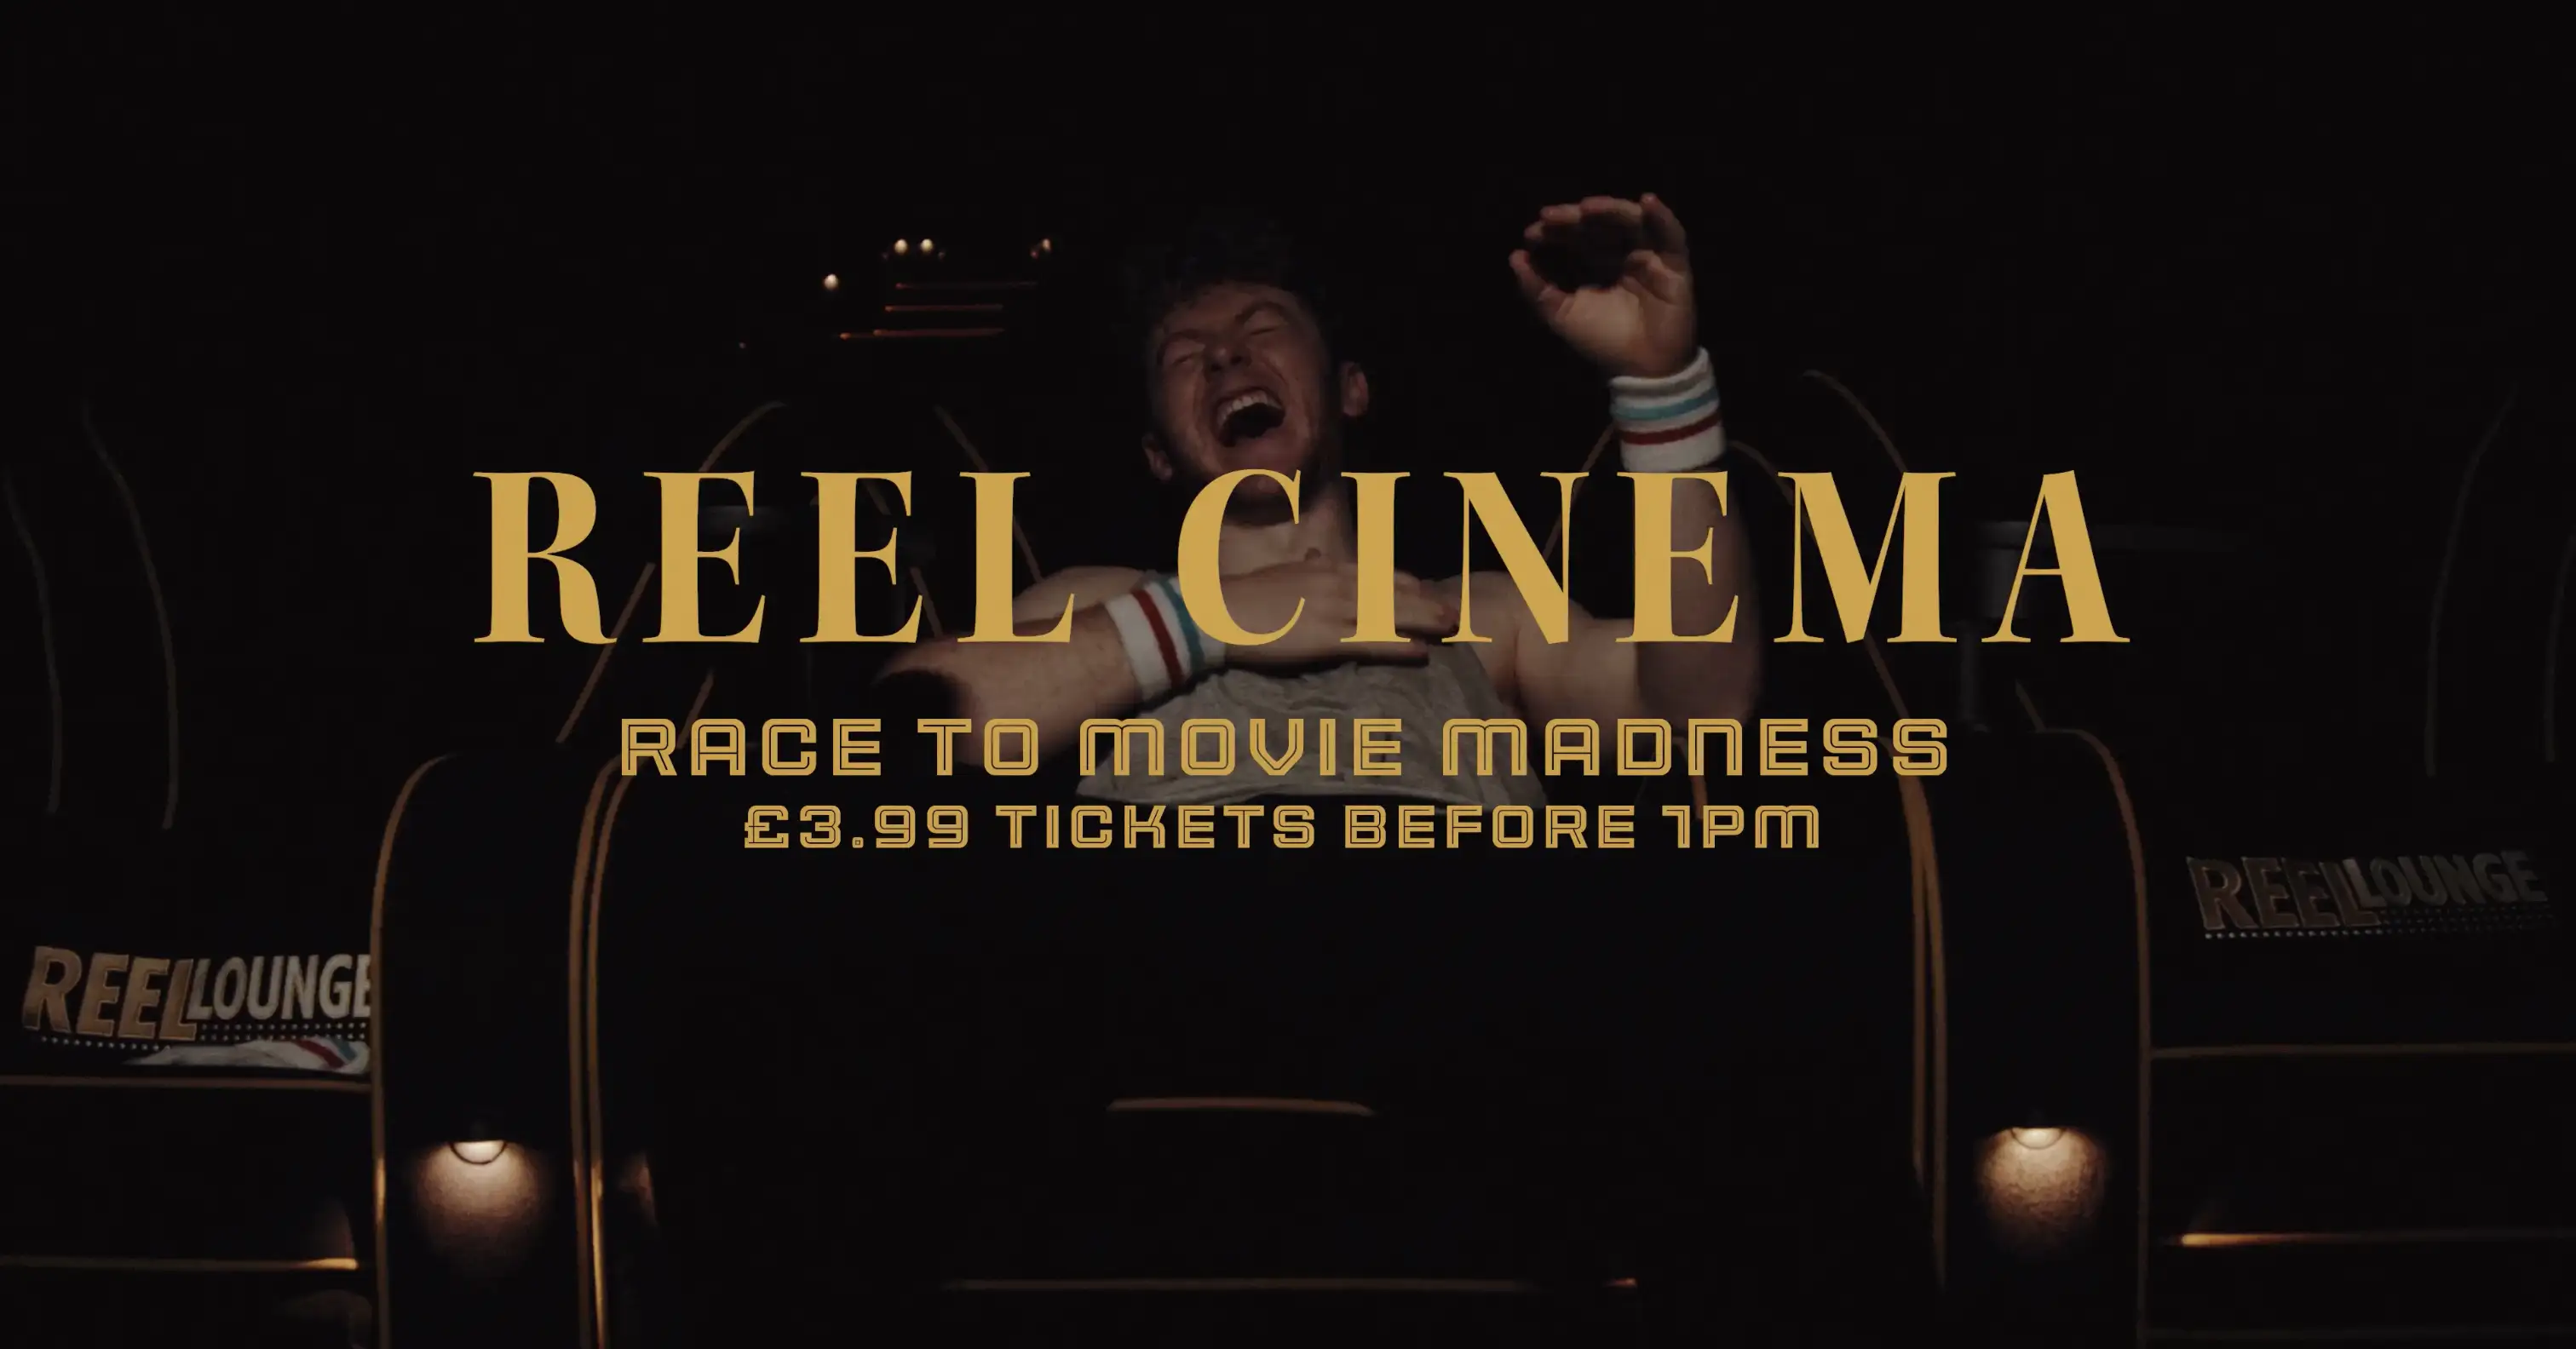 REEL CINEMA
RACE TO MOVIE MADNESS
£3.99 TICKETS BEFORE 1PM
REEL LOUNGE
REEL LOUNGE